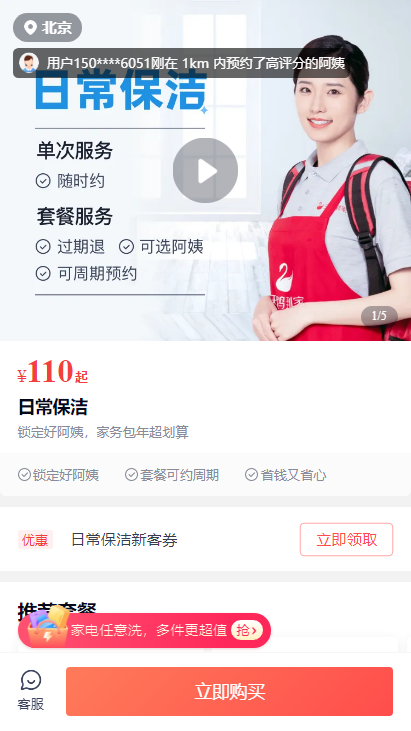 北京
用户150****6051刚在 1km 内预约了高评分的阿姨
日常保洁
单次服务
随时约
套餐服务
过期退 可选阿姨
可周期预约
1/5
¥110起
日常保洁
锁定好阿姨，家务包年超划算
锁定好阿姨 套餐可约周期 省钱又省心
优惠 日常保洁新客券 立即领取
推荐套餐
家电任意洗，多件更超值 抢
客服 立即购买